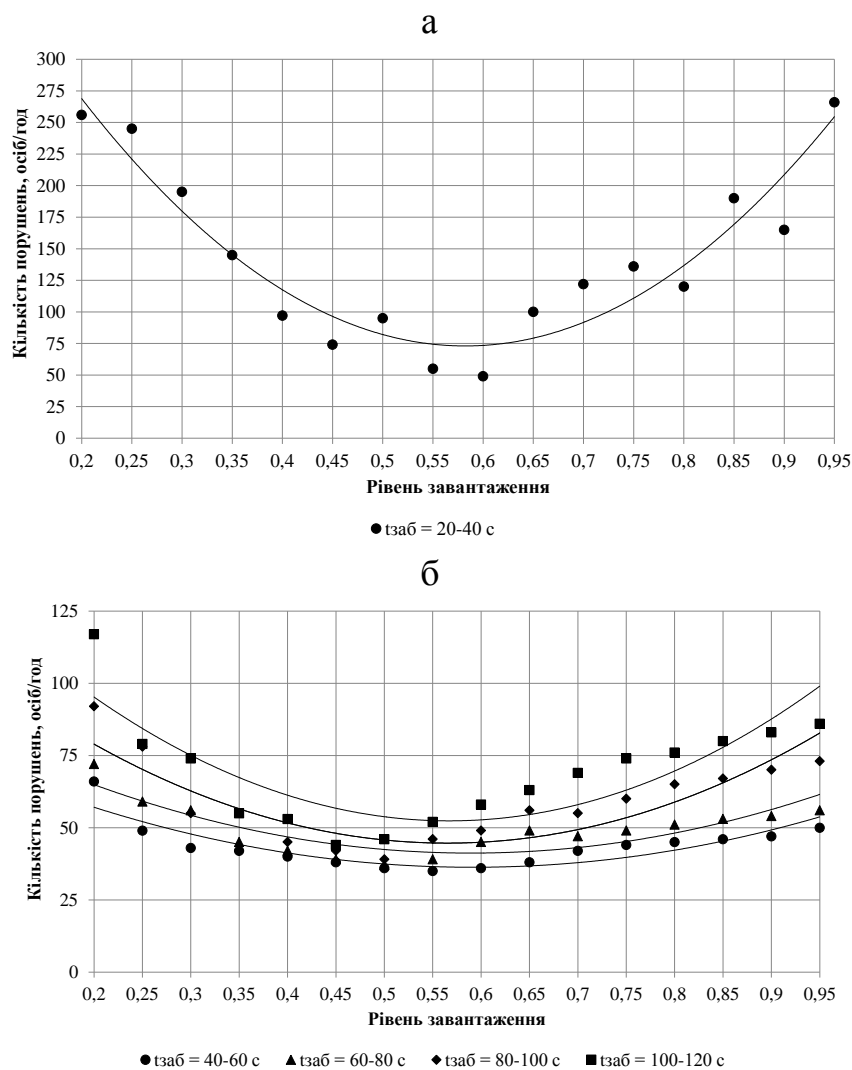 а
300
275
250
225
200
175
150
125
100
75
50
25
0
Кількість порушень, осіб/год
0,2 0,25 0,3 0,35 0,4 0,45 0,5 0,55 0,6 0,65 0,7 0,75 0,8 0,85 0,9 0,95
Рівень завантаження
tзаб = 20-40 с
б
125
100
75
50
25
0
Кількість порушень, осіб/год
0,2 0,25 0,3 0,35 0,4 0,45 0,5 0,55 0,6 0,65 0,7 0,75 0,8 0,85 0,9 0,95
Рівень завантаження
tзаб = 40-60 с tзаб = 60-80 с tзаб = 80-100 с tзаб = 100-120 с